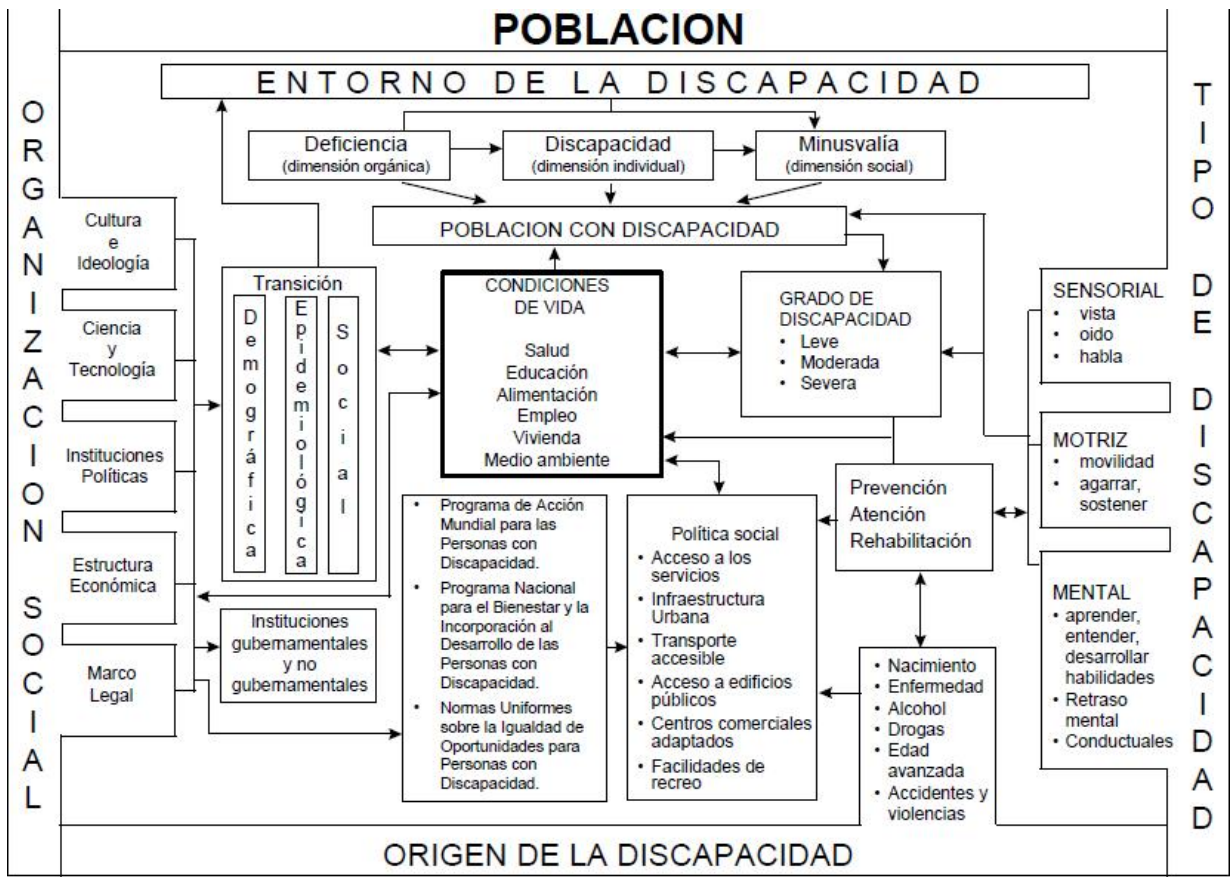 POBLACION
ENTORNO DE LA DISCAPACIDAD
Deficiencia
(dimensión orgánica)
Discapacidad
(dimensión individual)
Minusvalía
(dimensión social)
POBLACION CON DISCAPACIDAD
ORGANIZACION SOCIAL
Cultura
e
Ideología
Ciencia
y
Tecnología
Instituciones
Políticas
Estructura
Económica
Marco
Legal
Transición
Demográfica
Epidemiológica
Social
Instituciones
gubernamentales
y no
gubernamentales
CONDICIONES
DE VIDA
Salud
Educación
Alimentación
Empleo
Vivienda
Medio ambiente
GRADO DE
DISCAPACIDAD
• Leve
• Moderada
• Severa
• Programa de Acción
Mundial para las
Personas con
Discapacidad.
• Programa Nacional
para el Bienestar y la
Incorporación al
Desarrollo de las
Personas con
Discapacidad.
• Normas Uniformes
sobre la Igualdad de
Oportunidades para
Personas con
Discapacidad.
Política social
• Acceso a los
servicios
• Infraestructura
Urbana
• Transporte
accesible
• Acceso a edificios
públicos
• Centros comerciales
adaptados
• Facilidades de
recreo
Prevención
Atención
Rehabilitación
• Nacimiento
• Enfermedad
• Alcohol
• Drogas
• Edad
avanzada
• Accidentes y
violencias
SENSORIAL
• vista
• oido
• habla
MOTRIZ
• movilidad
• agarrar,
sostener
MENTAL
• aprender,
entender,
desarrollar
habilidades
• Retraso
mental
• Conductuales
TIPO DE DISCAPACIDAD
ORIGEN DE LA DISCAPACIDAD